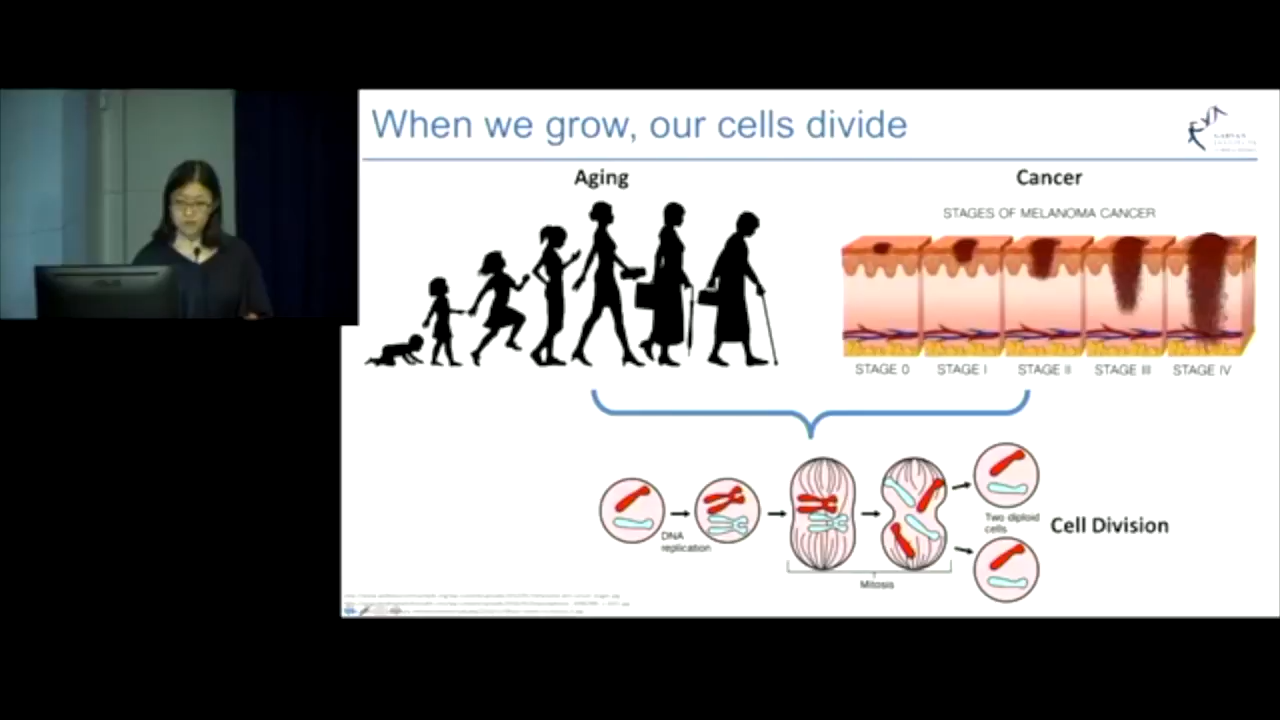 When we grow, our cells divide
Aging
Cancer
STAGES OF MELANOMA CANCER
STAGE 0
STAGE I
STAGE II
STAGE III
STAGE IV
DNA
replication
Mitosis
Two diploid
cells
Cell Division